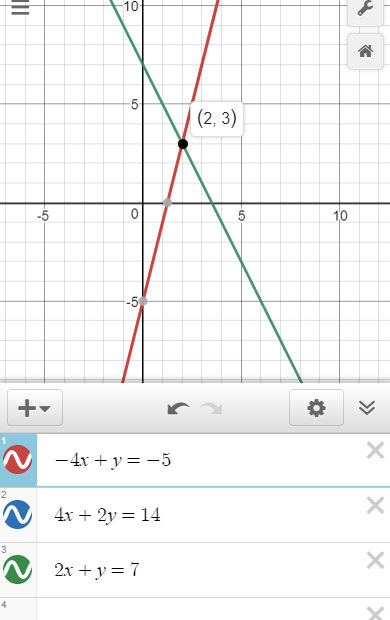 10
(2, 3)
5
-5 0 5 10
-5
1
−4x + y = −5
2
4x + 2y = 14
3
2x + y = 7
4